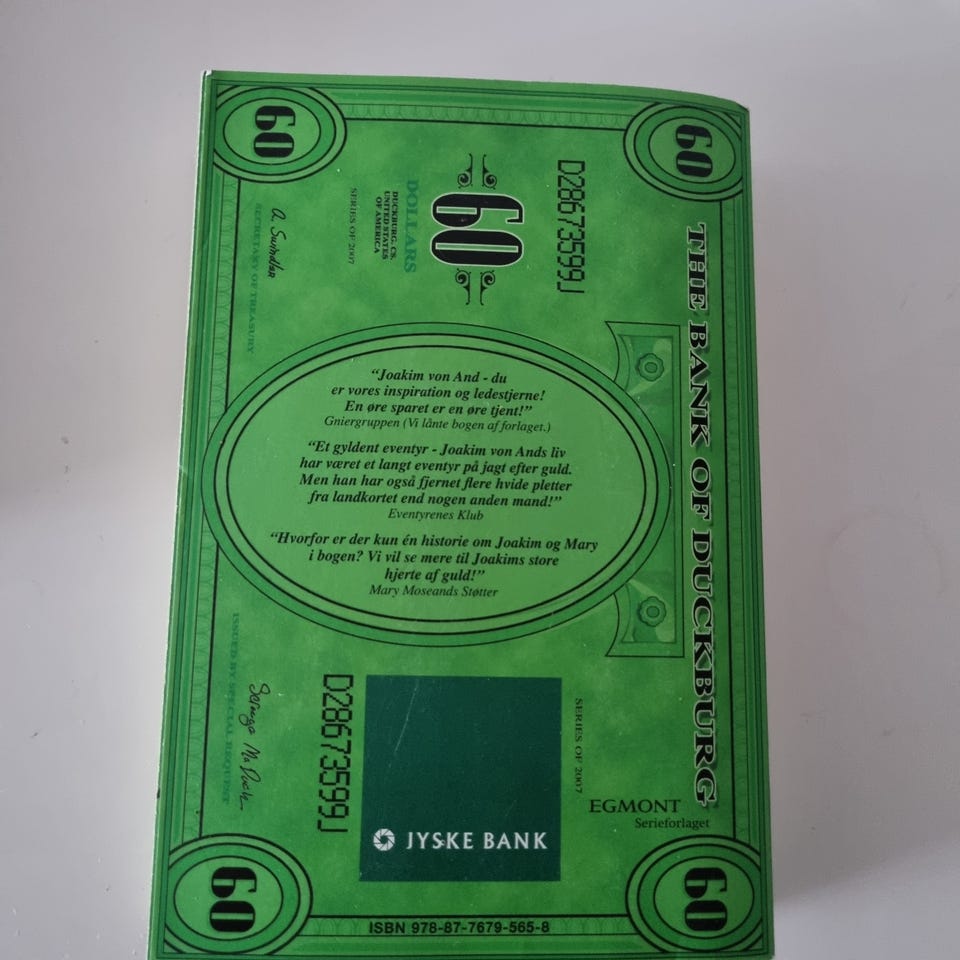 60
60
THE BANK OF DUCKBURG
D28673599J
60
DOLLARS
DUCKBURG, CS.
UNITED STATES
OF AMERICA
SERIES OF 2007
A. Swindler
SECRETARY OF TREASURY
“Joakim von And - du
er vores inspiration og ledestjerne!
En øre sparet er en øre tjent!”
Gniergruppen (Vi lånte bogen af forlaget.)
“Et gyldent eventyr - Joakim von Ands liv
har været et langt eventyr på jagt efter guld.
Men han har også fjernet flere hvide pletter
fra landkortet end nogen anden mand!”
Eventyrenes Klub
“Hvorfor er der kun én historie om Joakim og Mary
i bogen? Vi vil se mere til Joakims store
hjerte af guld!”
Mary Moseands Støtter
ISSUED BY SPECIAL REQUEST
Scrooge McDuck
D28673599J
SERIES OF 2007
JYSKE BANK
EGMONT
Serieforlaget
60
60
ISBN 978-87-7679-565-8